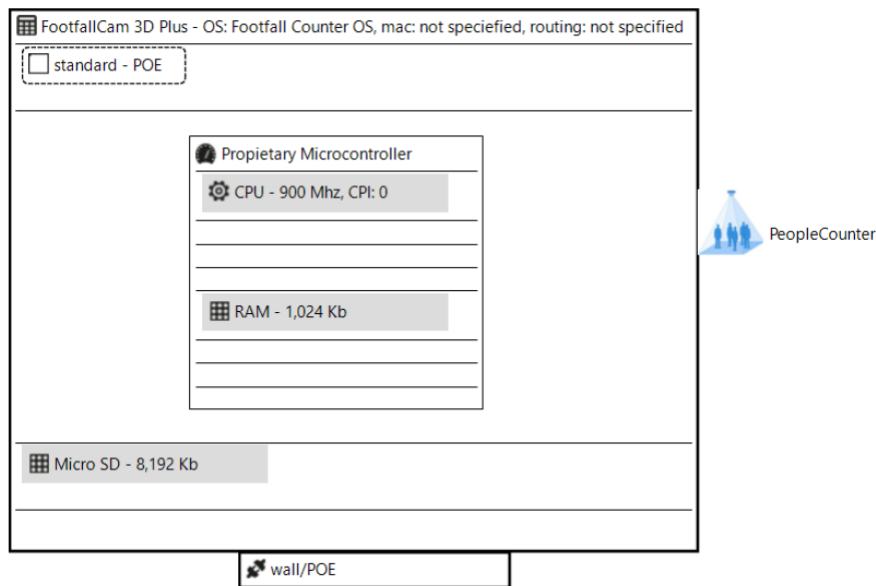 FootfallCam 3D Plus - OS: Footfall Counter OS, mac: not speciefied, routing: not specified
standard - POE
Propietary Microcontroller
CPU - 900 Mhz, CPI: 0
PeopleCounter
RAM - 1,024 Kb
Micro SD - 8,192 Kb
wall/POE